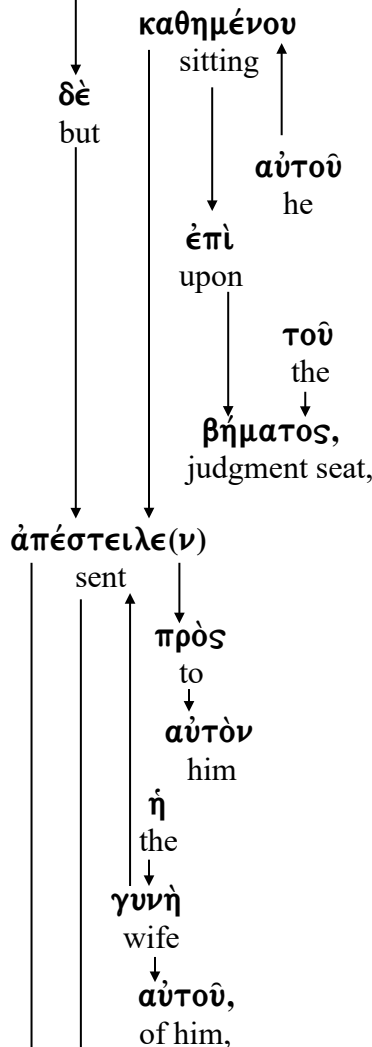 καθημένου
sitting
δὲ
but
αὐτοῦ
he
ἐπὶ
upon
τοῦ
the
βήματος,
judgment seat,
ἀπέστειλε(ν)
sent
πρὸς
to
αὐτὸν
him
ἡ
the
γυνὴ
wife
αὐτοῦ,
of him,